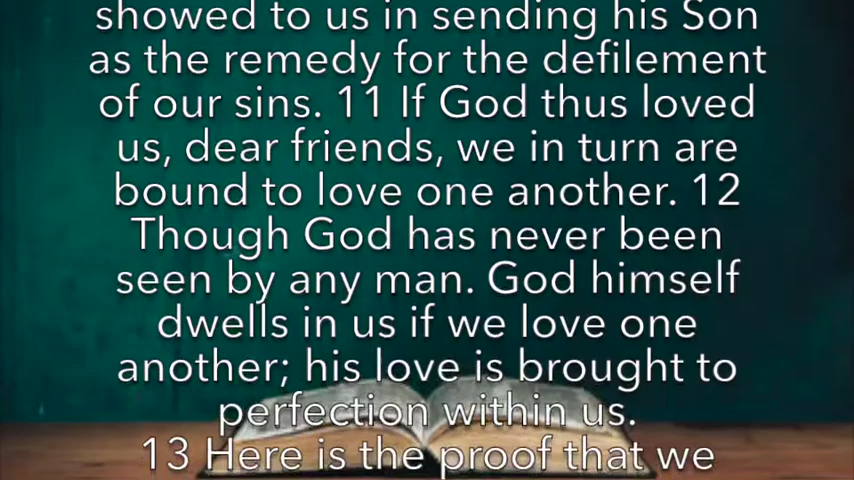 showed to us in sending his Son
as the remedy for the defilement
of our sins. 11 If God thus loved
us, dear friends, we in turn are
bound to love one another. 12
Though God has never been
seen by any man. God himself
dwells in us if we love one
another; his love is brought to
perfection within us.
13 Here is the proof that we